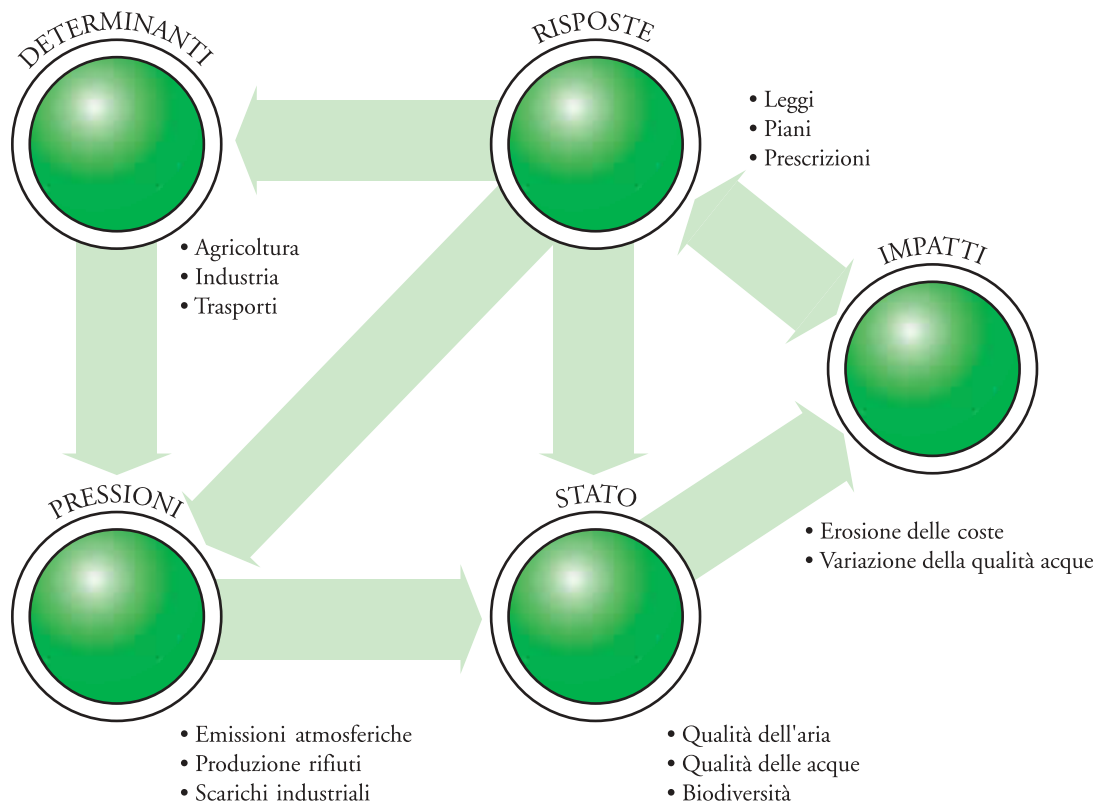 DETERMINANTI
RISPOSTE
• Leggi
• Piani
• Prescrizioni
• Agricoltura
• Industria
• Trasporti
IMPATTI
PRESSIONI
STATO
• Erosione delle coste
• Variazione della qualità acque
• Emissioni atmosferiche
• Produzione rifiuti
• Scarichi industriali
• Qualità dell'aria
• Qualità delle acque
• Biodiversità